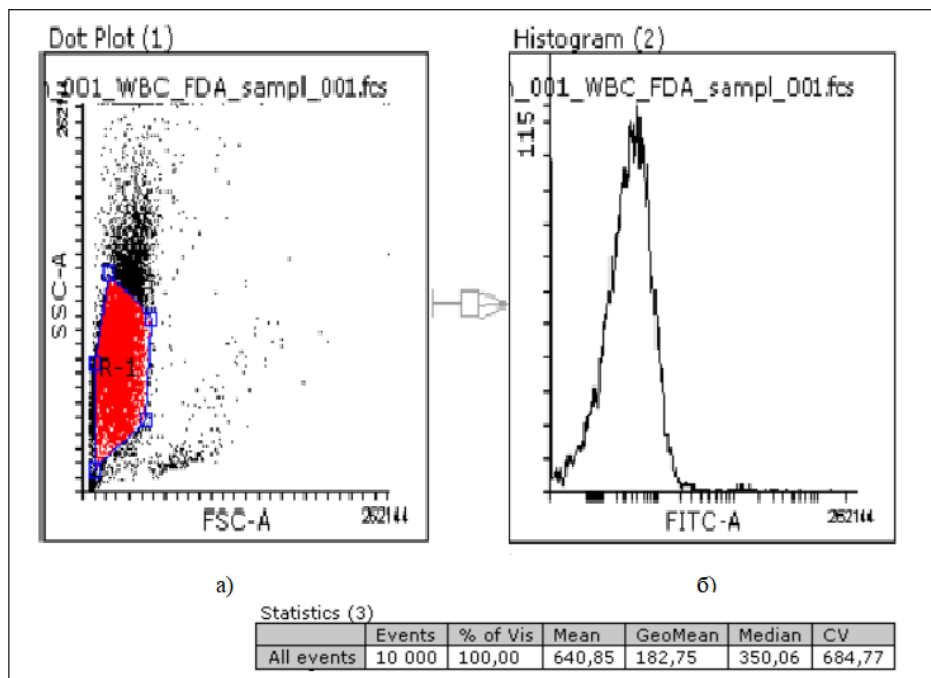 Dot Plot (1)
_001_WBC_FDA_sampl_001.fcs
262144
SSC-A
R-1
FSC-A
262144
а)
Histogram (2)
_001_WBC_FDA_sampl_001.fcs
115
FITC-A
262144
б)
Statistics (3)
Events % of Vis Mean GeoMean Median CV
All events 10 000 100,00 640,85 182,75 350,06 684,77